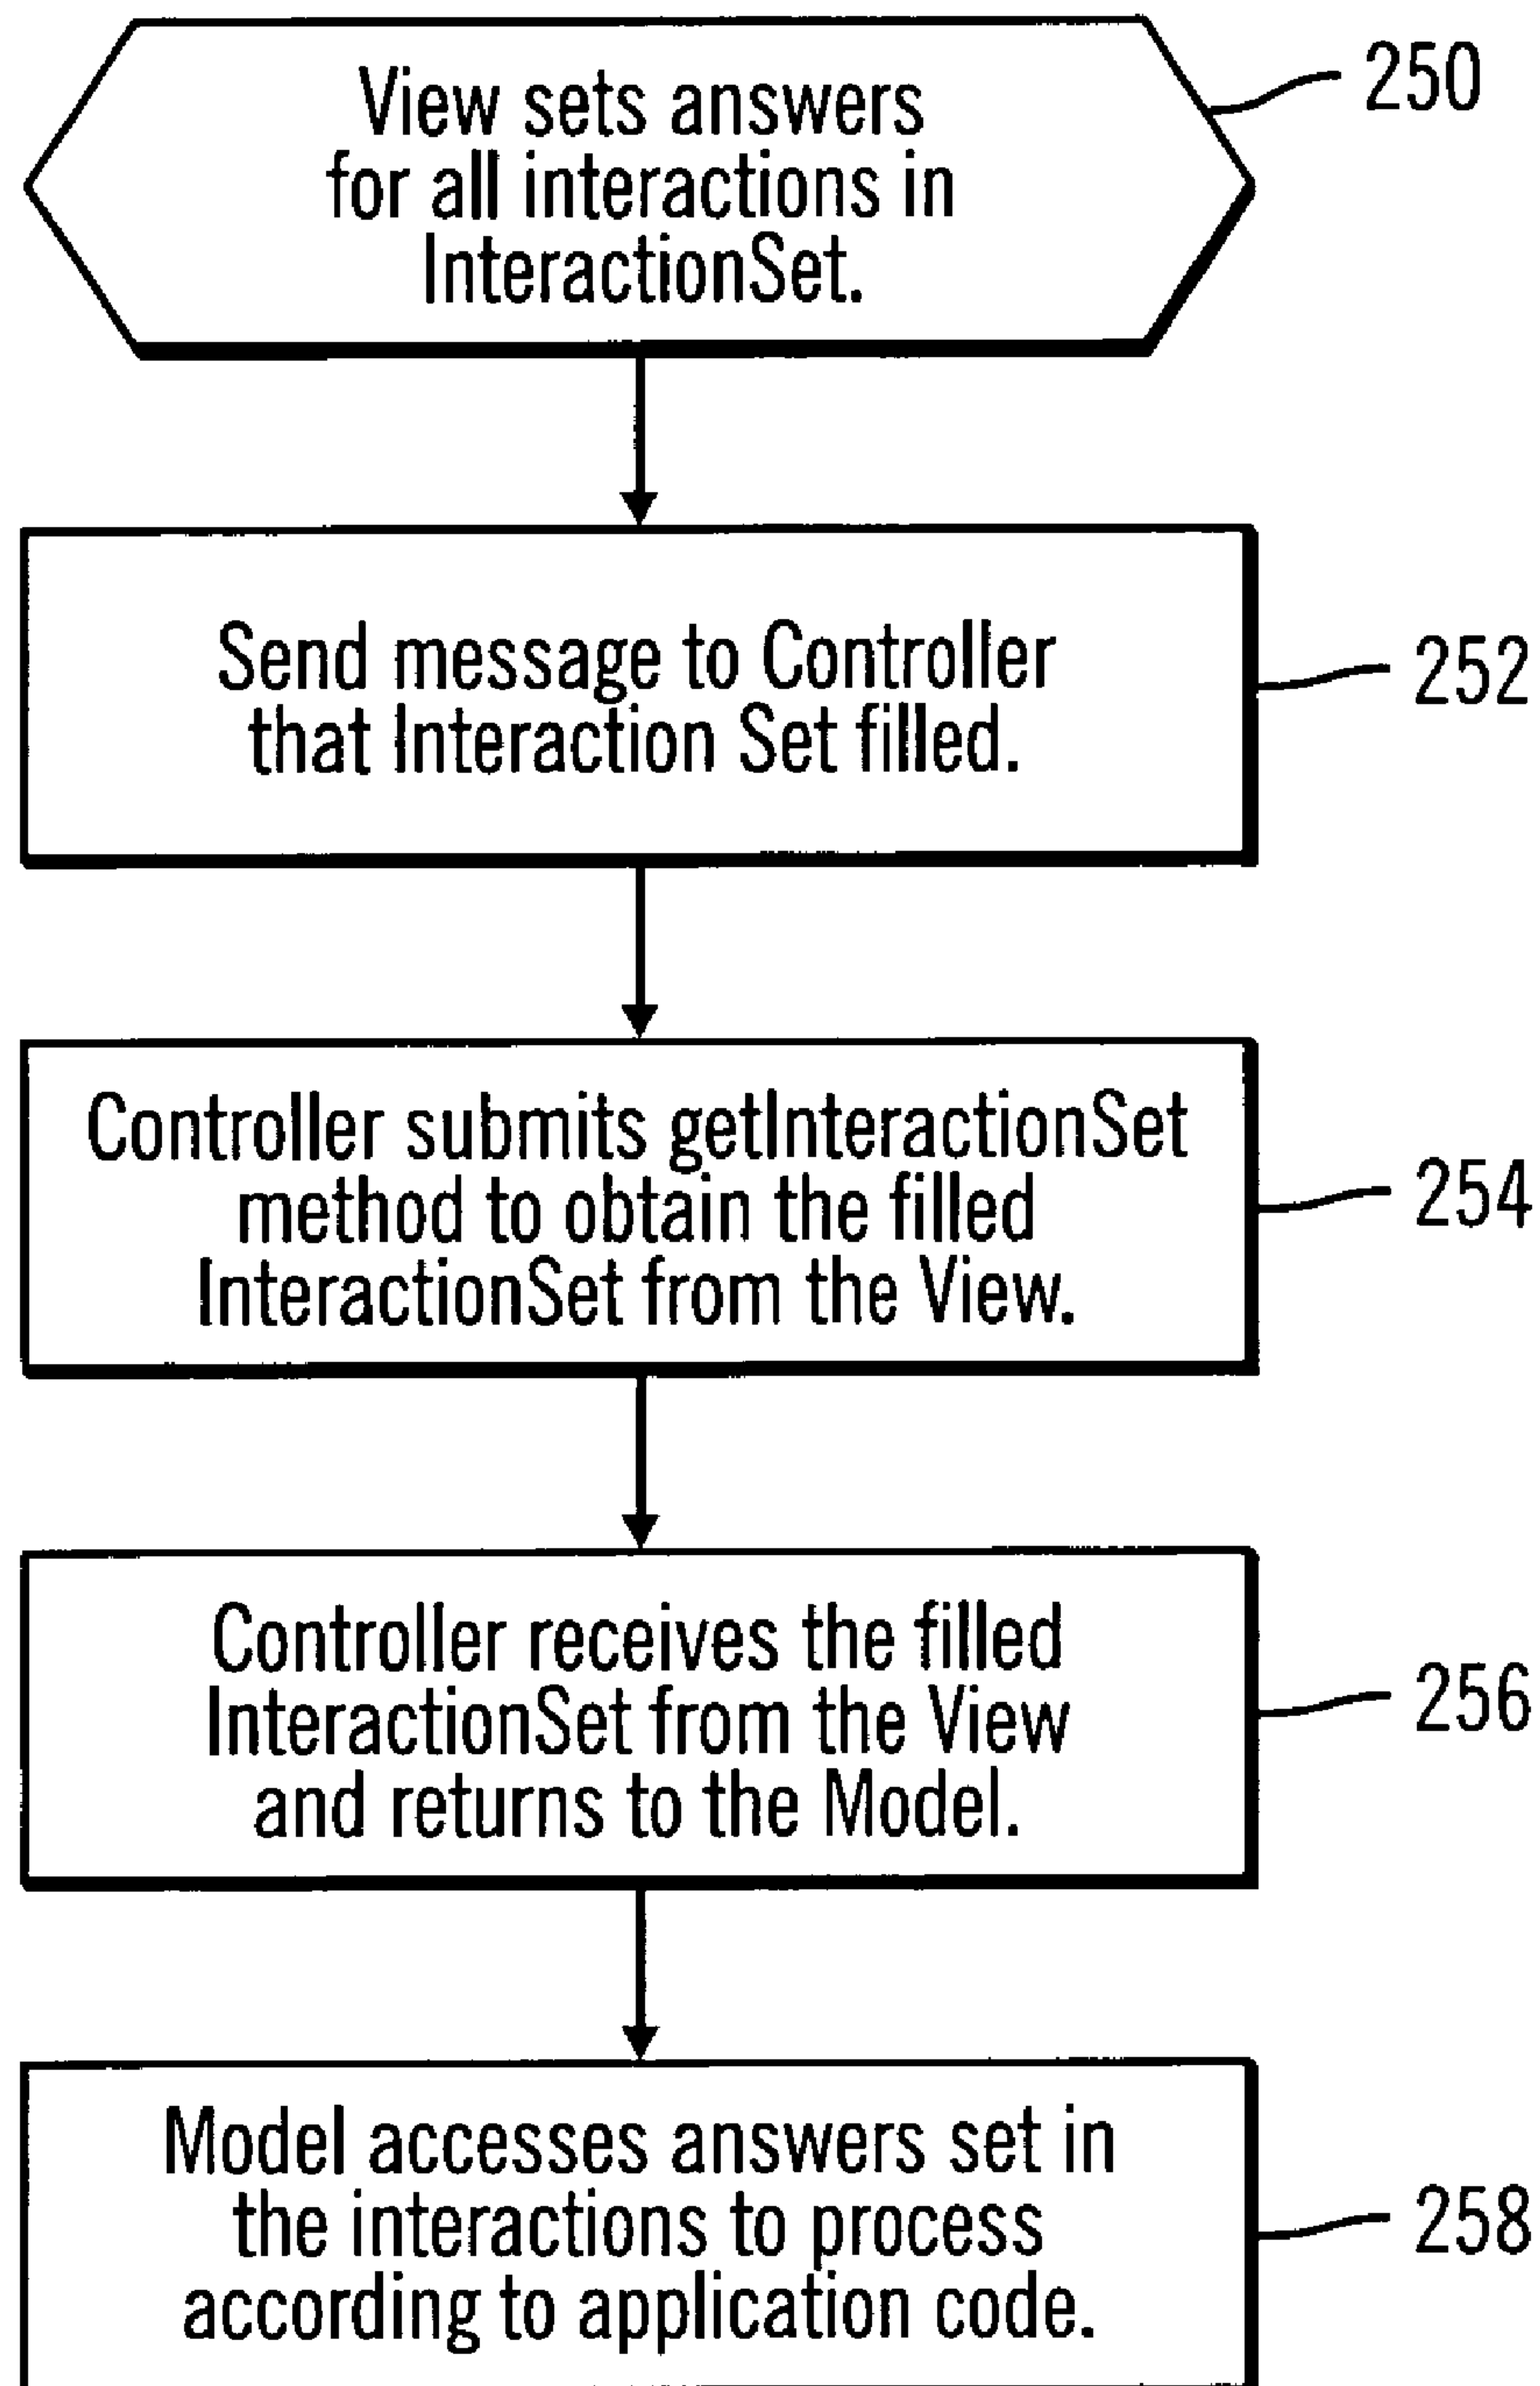 View sets answers
for all interactions in
InteractionSet.
250
Send message to Controller
that Interaction Set filled.
252
Controller submits getInteractionSet
method to obtain the filled
InteractionSet from the View.
254
Controller receives the filled
InteractionSet from the View
and returns to the Model.
256
Model accesses answers set in
the interactions to process
according to application code.
258